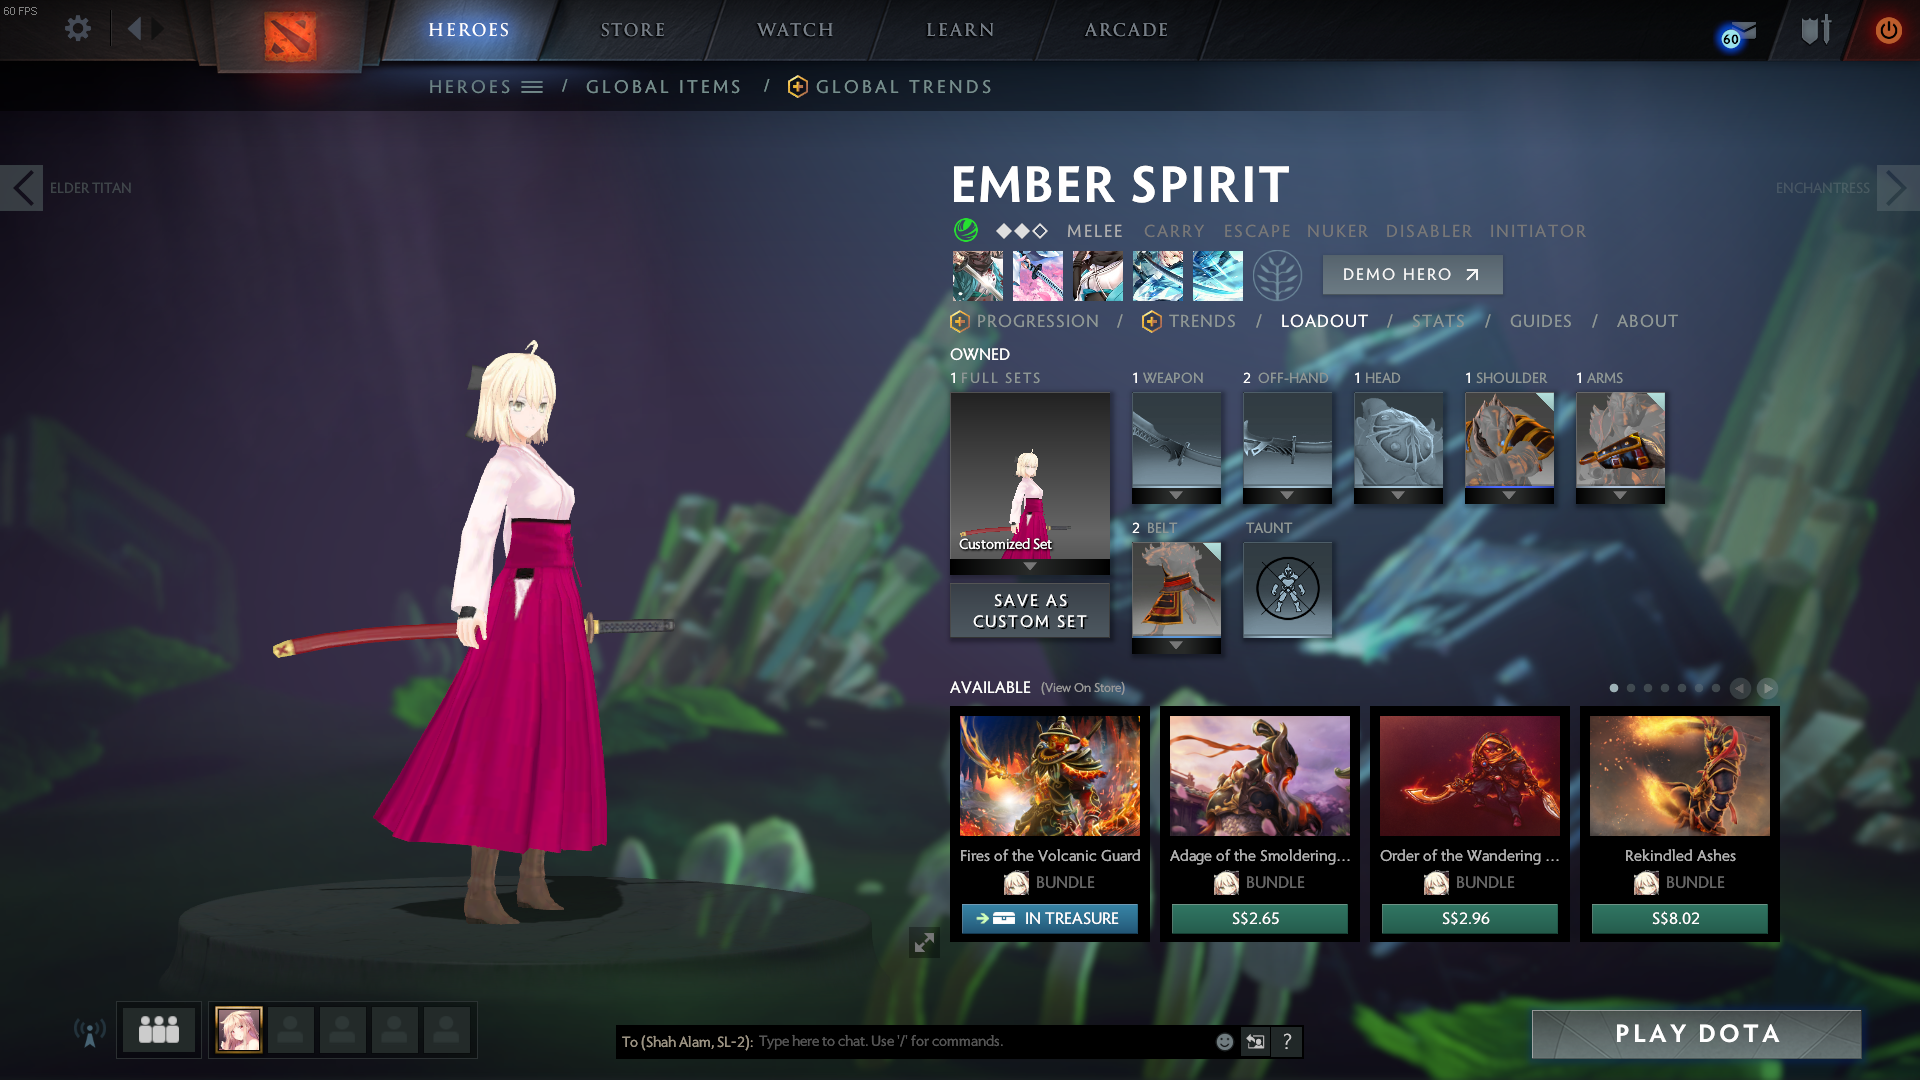 60 FPS
HEROES
STORE
WATCH
LEARN
ARCADE
60
HEROES / GLOBAL ITEMS / GLOBAL TRENDS
ELDER TITAN
ENCHANTRESS
EMBER SPIRIT
MELEE CARRY ESCAPE NUKER DISABLER INITIATOR
DEMO HERO
PROGRESSION / TRENDS / LOADOUT / STATS / GUIDES / ABOUT
OWNED
1 FULL SETS
1 WEAPON
2 OFF-HAND
1 HEAD
1 SHOULDER
1 ARMS
Customized Set
2 BELT
TAUNT
SAVE AS
CUSTOM SET
AVAILABLE (View On Store)
Fires of the Volcanic Guard
BUNDLE
IN TREASURE
Adage of the Smoldering...
BUNDLE
S$2.65
Order of the Wandering ...
BUNDLE
S$2.96
Rekindled Ashes
BUNDLE
S$8.02
To (Shah Alam, SL-2): Type here to chat. Use '/' for commands.
?
PLAY DOTA